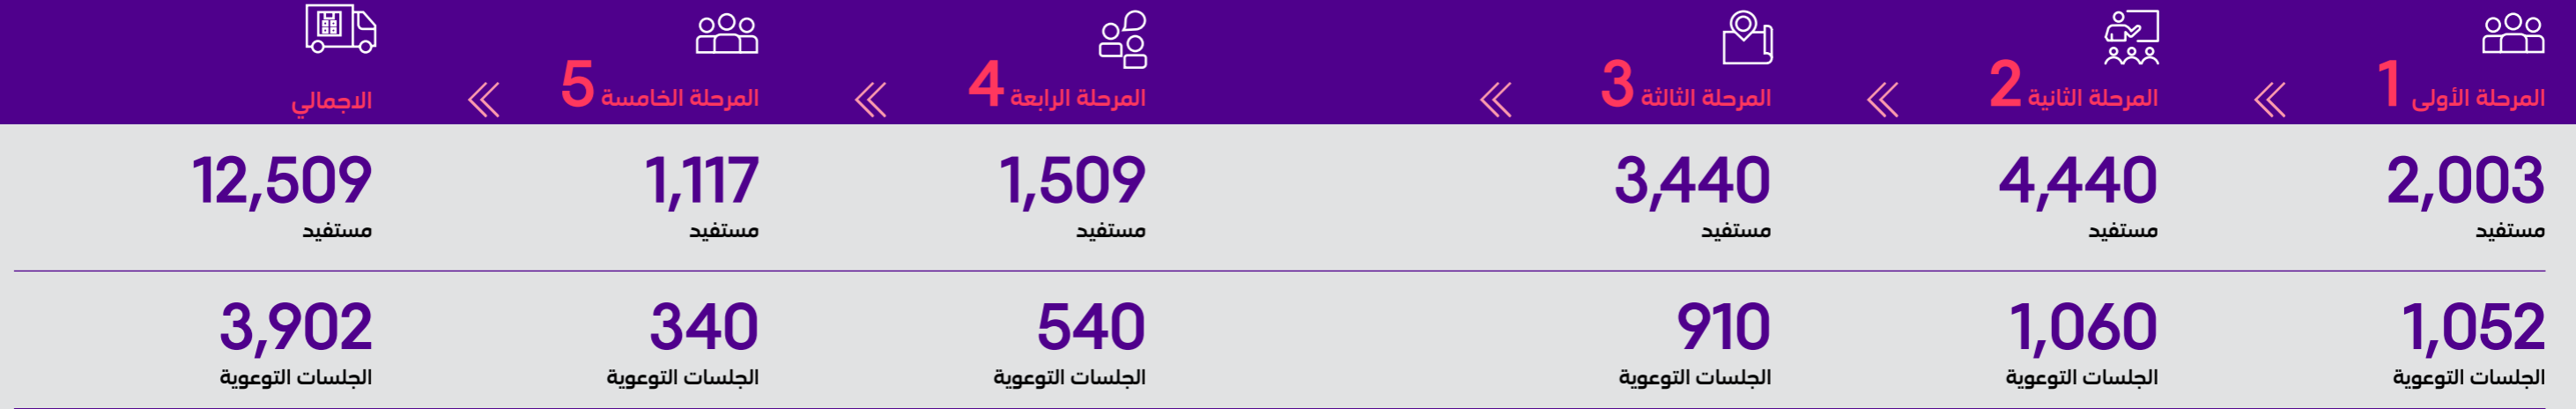 المرحلة الأولى 1
المرحلة الثانية 2
المرحلة الثالثة 3
المرحلة الرابعة 4
المرحلة الخامسة 5
الاجمالي
2,003
مستفيد
4,440
مستفيد
3,440
مستفيد
1,509
مستفيد
1,117
مستفيد
12,509
مستفيد
1,052
الجلسات التوعوية
1,060
الجلسات التوعوية
910
الجلسات التوعوية
540
الجلسات التوعوية
340
الجلسات التوعوية
3,902
الجلسات التوعوية